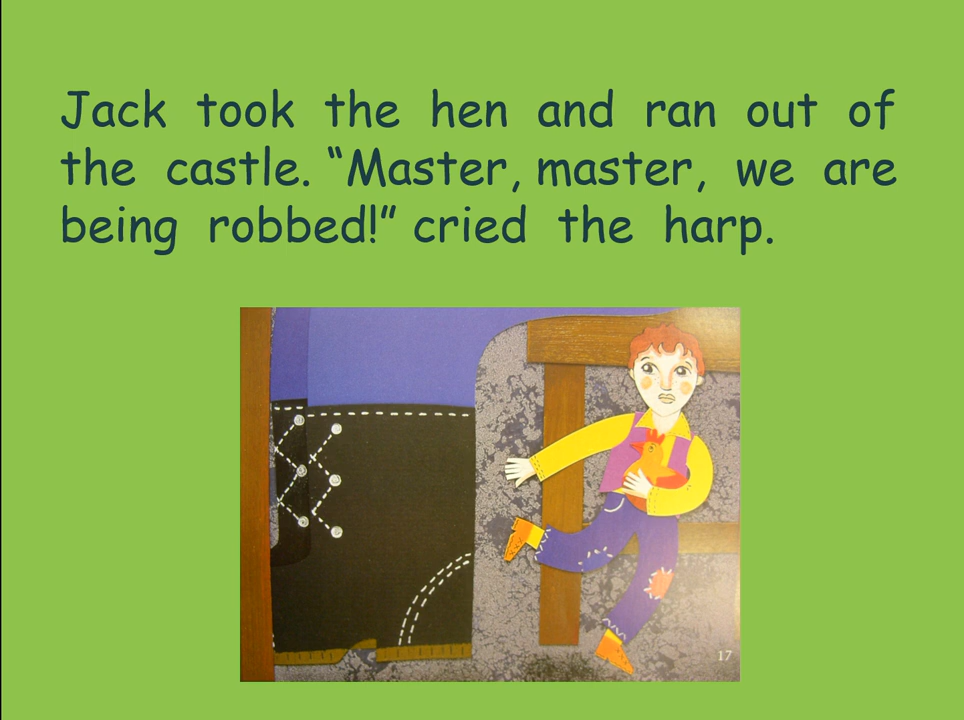 Jack took the hen and ran out of
the castle. “Master, master, we are
being robbed!” cried the harp.
17